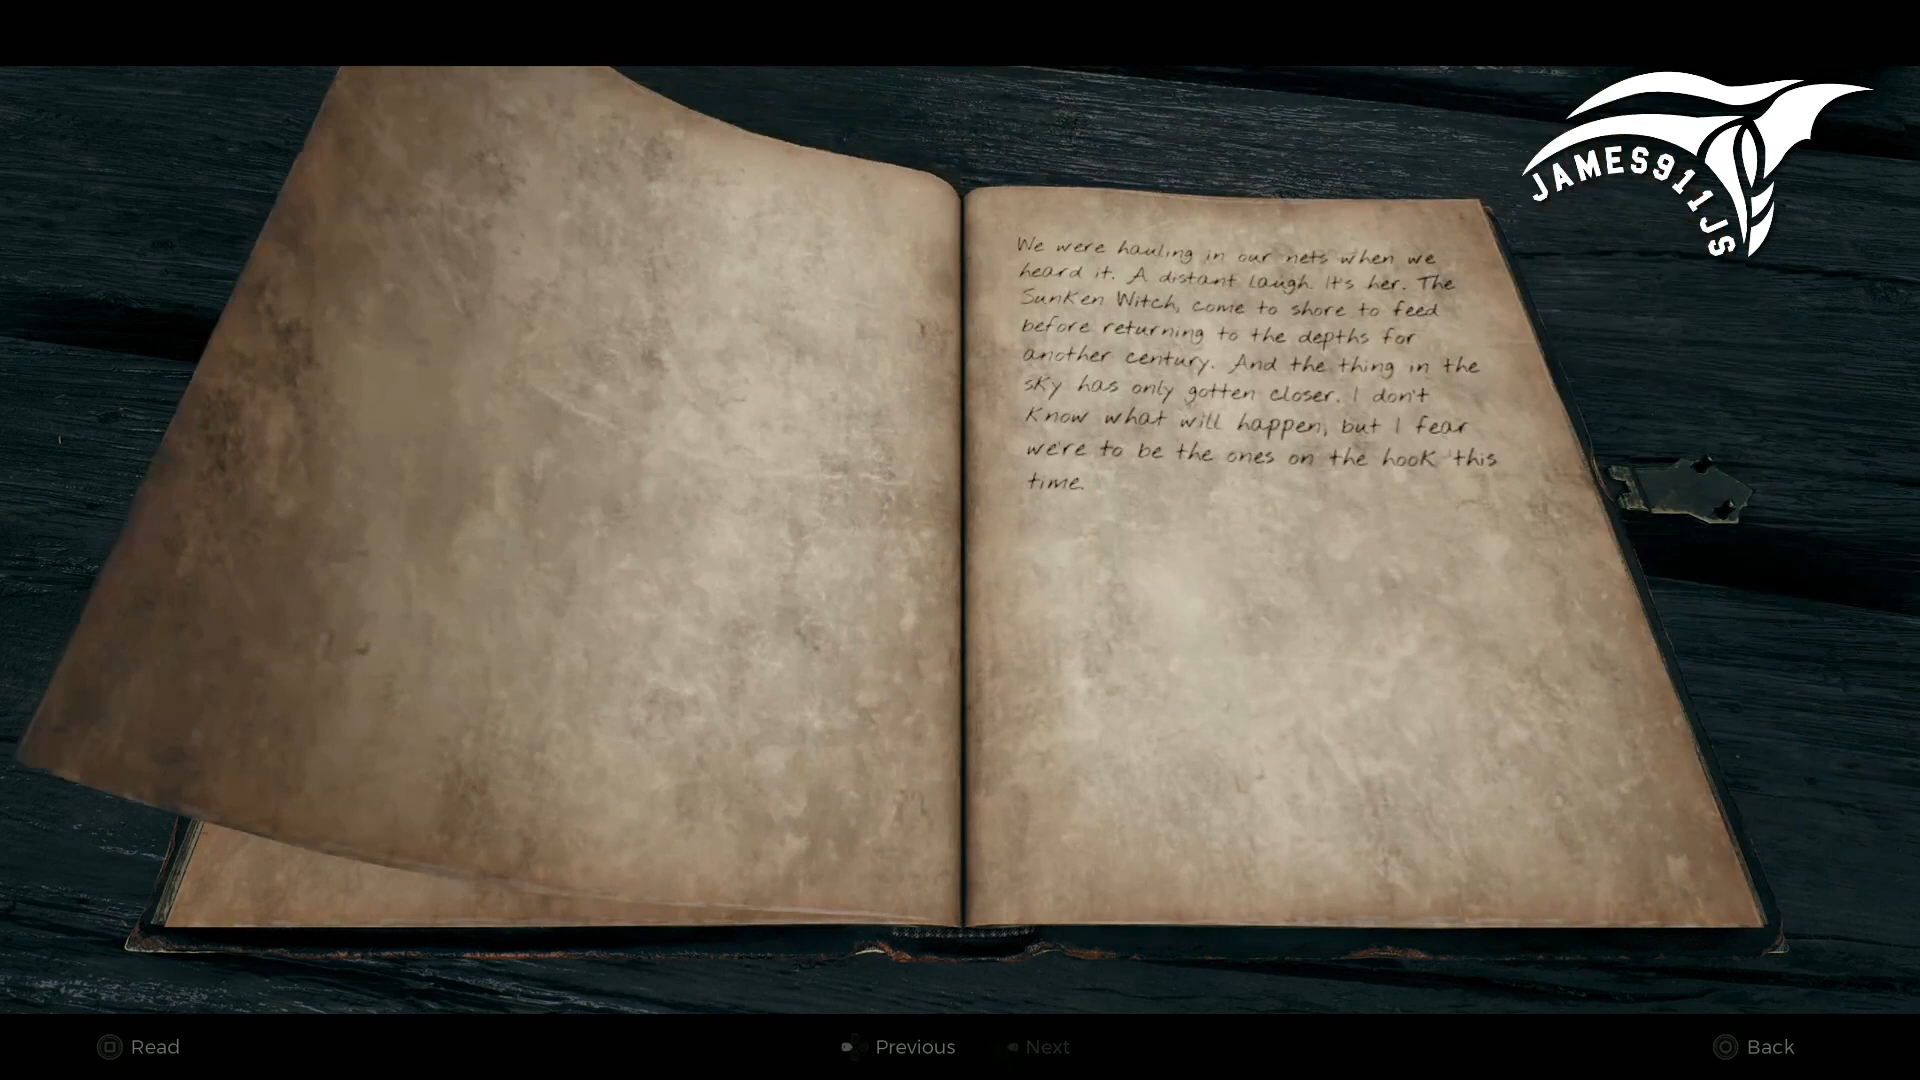 JAMES911JS
We were hauling in our nets when we
heard it. A distant laugh. It's her. The
Sunken Witch, come to shore to feed
before returning to the depths for
another century. And the thing in the
sky has only gotten closer. I don't
know what will happen, but I fear
we're to be the ones on the hook this
time.
Read
Previous
Next
Back